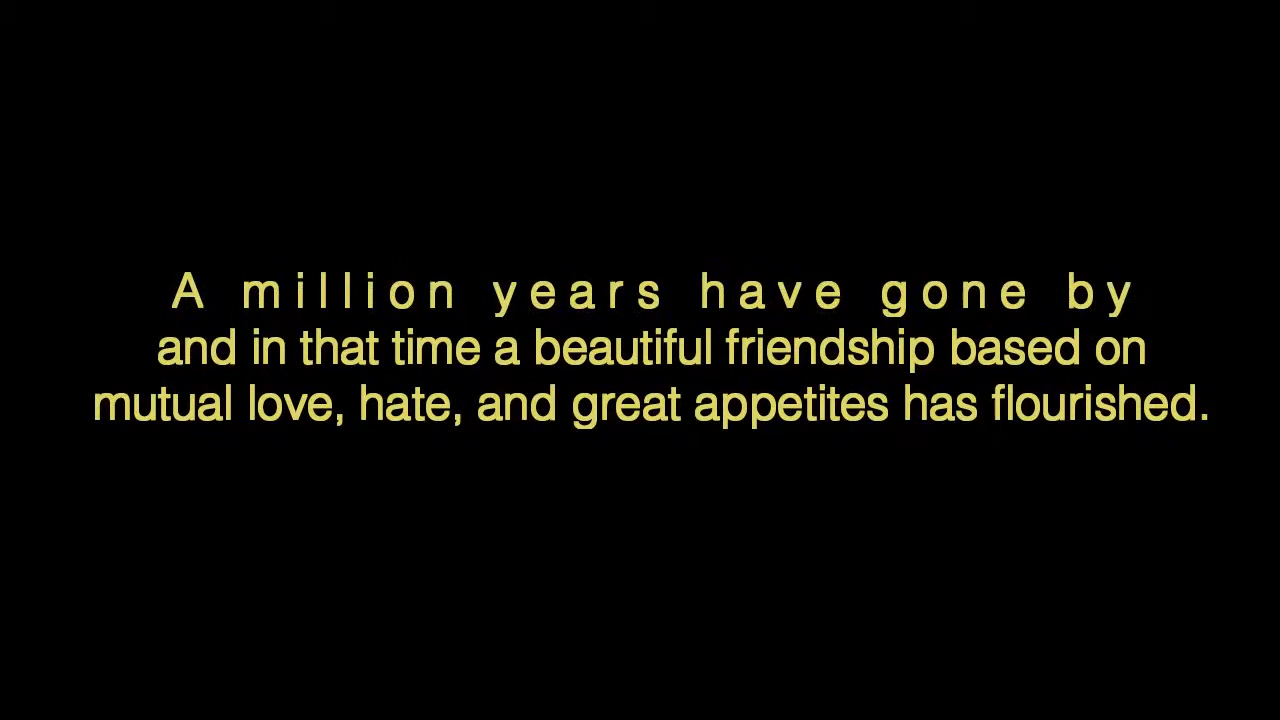 A million years have gone by
and in that time a beautiful friendship based on
mutual love, hate, and great appetites has flourished.